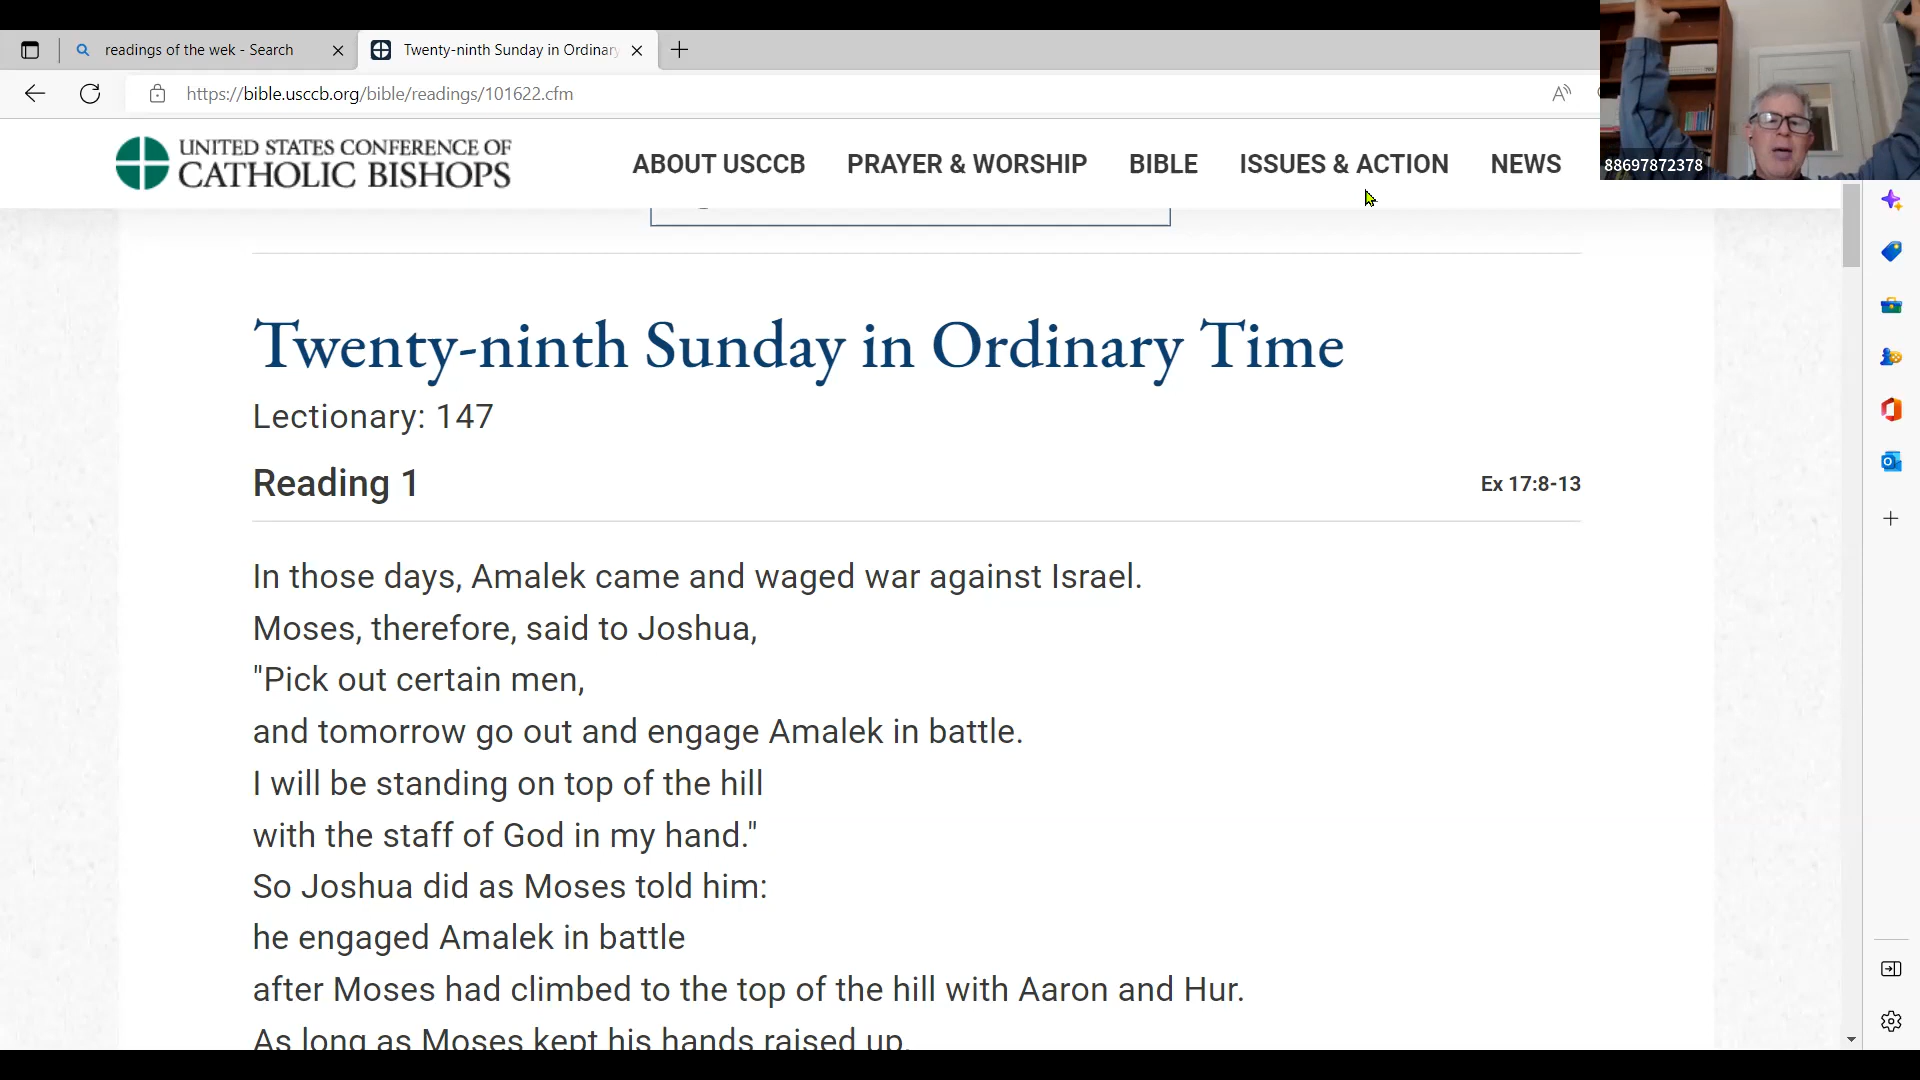 readings of the wek - Search
Twenty-ninth Sunday in Ordinary
https://bible.usccb.org/bible/readings/101622.cfm
UNITED STATES CONFERENCE OF
CATHOLIC BISHOPS
ABOUT USCCB
PRAYER & WORSHIP
BIBLE
ISSUES & ACTION
NEWS
88697872378
Twenty-ninth Sunday in Ordinary Time
Lectionary: 147
Reading 1
Ex 17:8-13
In those days, Amalek came and waged war against Israel.
Moses, therefore, said to Joshua,
"Pick out certain men,
and tomorrow go out and engage Amalek in battle.
I will be standing on top of the hill
with the staff of God in my hand."
So Joshua did as Moses told him:
he engaged Amalek in battle
after Moses had climbed to the top of the hill with Aaron and Hur.
As long as Moses kept his hands raised up,